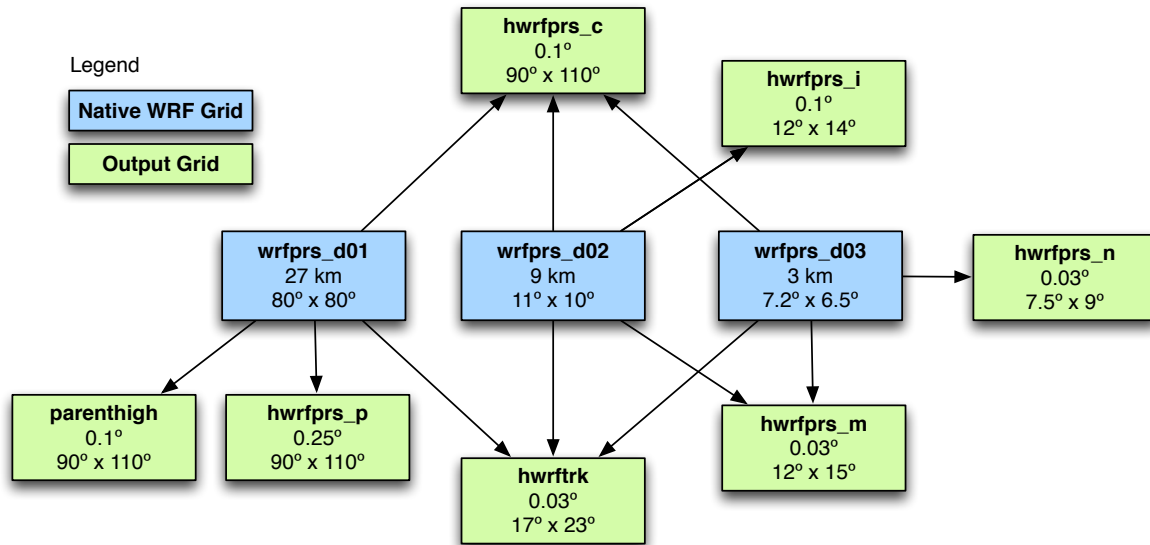 hwrfprs_c
0.1º
90º x 110º
Legend
Native WRF Grid
Output Grid
hwrfprs_i
0.1º
12º x 14º
wrfprs_d01
27 km
80º x 80º
wrfprs_d02
9 km
11º x 10º
wrfprs_d03
3 km
7.2º x 6.5º
hwrfprs_n
0.03º
7.5º x 9º
parenthigh
0.1º
90º x 110º
hwrfprs_p
0.25º
90º x 110º
hwrftrk
0.03º
17º x 23º
hwrfprs_m
0.03º
12º x 15º